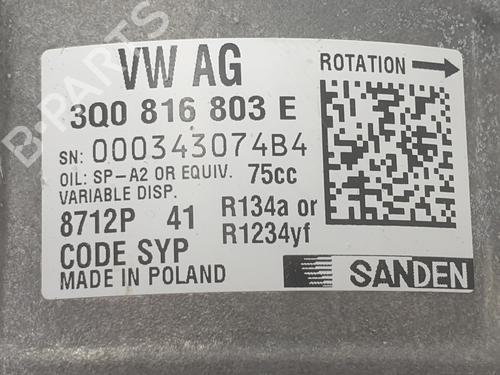 VW AG
ROTATION
3Q0 816 803 E
SN: 000343074B4
OIL: SP-A2 OR EQUIV. 75cc
VARIABLE DISP.
8712P 41 R134a or
R1234yf
CODE SYP
MADE IN POLAND
SANDEN
B-PARTS